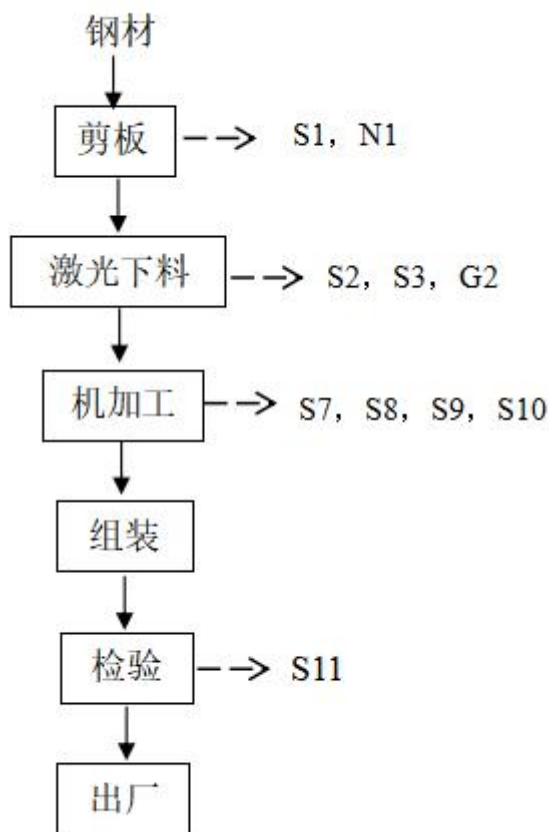 钢材
剪板
S1，N1
激光下料
S2，S3，G2
机加工
S7，S8，S9，S10
组装
检验
S11
出厂